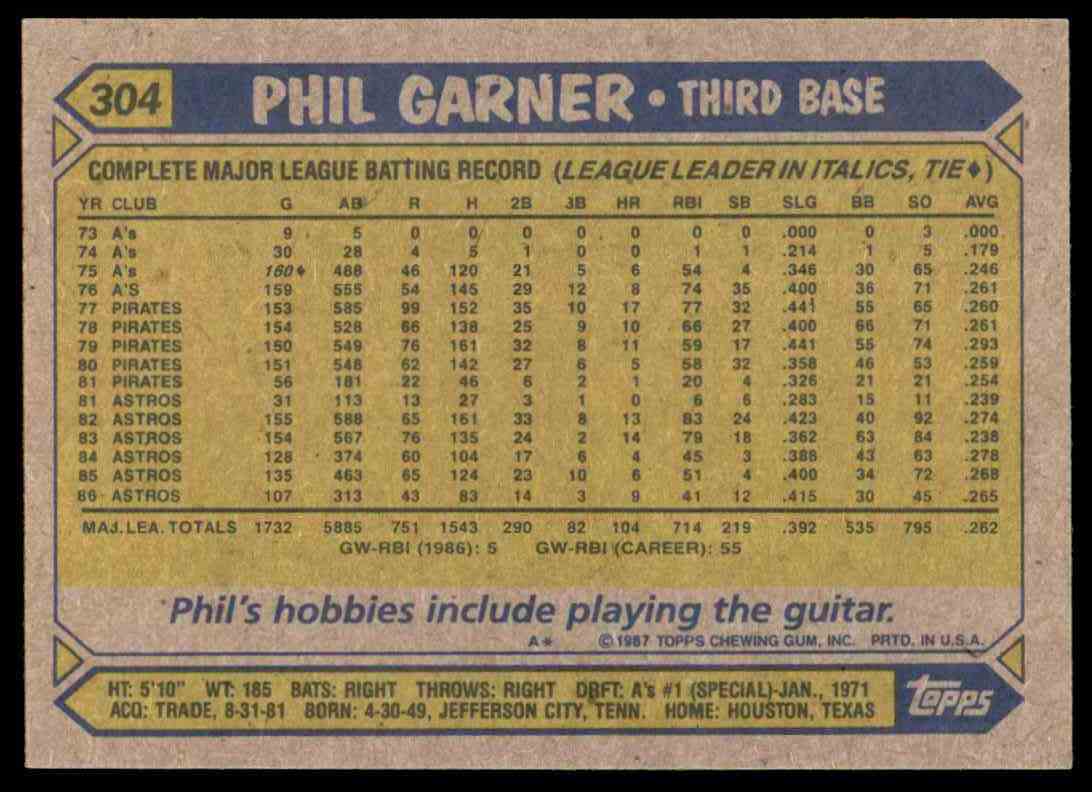 304 PHIL GARNER • THIRD BASE
COMPLETE MAJOR LEAGUE BATTING RECORD (LEAGUE LEADER IN ITALICS, TIE♦)
YR CLUB G AB R H 2B 3B HR RBI SB SLG BB SO AVG
73 A's 9 5 0 0 0 0 0 0 0 .000 0 3 .000
74 A's 30 28 4 5 1 0 0 1 1 .214 1 5 .179
75 A's 160♦ 488 46 120 21 5 6 54 4 .346 30 65 .246
76 A'S 159 555 54 145 29 12 8 74 35 .400 36 71 .261
77 PIRATES 153 585 99 152 35 10 17 77 32 .441 55 65 .260
78 PIRATES 154 528 66 138 25 9 10 66 27 .400 66 71 .261
79 PIRATES 150 549 76 161 32 8 11 59 17 .441 55 74 .293
80 PIRATES 151 548 62 142 27 6 5 58 32 .358 46 53 .259
81 PIRATES 56 181 22 46 6 2 1 20 4 .326 21 21 .254
81 ASTROS 31 113 13 27 3 1 0 6 6 .283 15 11 .239
82 ASTROS 155 588 65 161 33 8 13 83 24 .423 40 92 .274
83 ASTROS 154 567 76 135 24 2 14 79 18 .362 63 84 .238
84 ASTROS 128 374 60 104 17 6 4 45 3 .388 43 63 .278
85 ASTROS 135 463 65 124 23 10 6 51 4 .400 34 72 .268
86 ASTROS 107 313 43 83 14 3 9 41 12 .415 30 45 .265
MAJ. LEA. TOTALS 1732 5885 751 1543 290 82 104 714 219 .392 535 795 .262
GW-RBI (1986): 5 GW-RBI (CAREER): 55
Phil's hobbies include playing the guitar.
A* ©1987 TOPPS CHEWING GUM, INC. PRTD. IN U.S.A.
HT: 5'10" WT: 185 BATS: RIGHT THROWS: RIGHT DRFT: A's #1 (SPECIAL)-JAN., 1971
ACQ: TRADE, 8-31-81 BORN: 4-30-49, JEFFERSON CITY, TENN. HOME: HOUSTON, TEXAS
topps